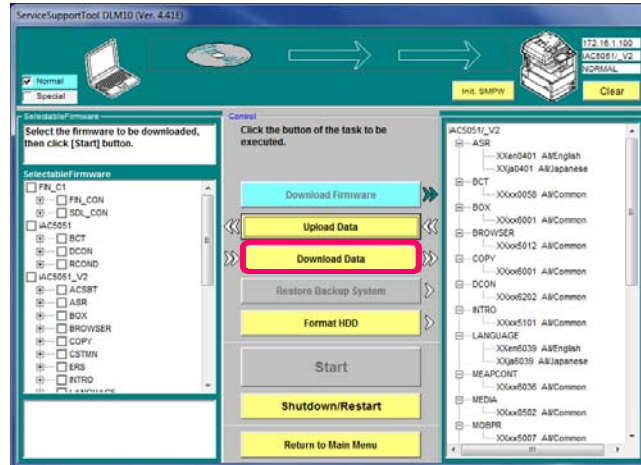 ServiceSupportTool DLM10 (Ver. 4.41E)
Normal
Special
172.16.1.100
iAC5051/_V2
NORMAL
Init. SMPW
Clear
SelectableFirmware
Select the firmware to be downloaded,
then click [Start] button.
SelectableFirmware
FIN_C1
FIN_CON
SDL_CON
iAC5051
BCT
DCON
RCOND
iAC5051_V2
ACSBT
ASR
BOX
BROWSER
COPY
CSTMN
ERS
INTRO
LANGUAGE
Control
Click the button of the task to be
executed.
Download Firmware
Upload Data
Download Data
Restore Backup System
Format HDD
Start
Shutdown/Restart
Return to Main Menu
iAC5051/_V2
ASR
XXen0401 All/English
XXja0401 All/Japanese
BCT
XXxx0058 All/Common
BOX
XXxx6001 All/Common
BROWSER
XXxx5012 All/Common
COPY
XXxx6001 All/Common
DCON
XXxx6202 All/Common
INTRO
XXxx5101 All/Common
LANGUAGE
XXen6039 All/English
XXja6039 All/Japanese
MEAPCONT
XXxx6036 All/Common
MEDIA
XXxx0502 All/Common
MOBPR
XXxx5007 All/Common